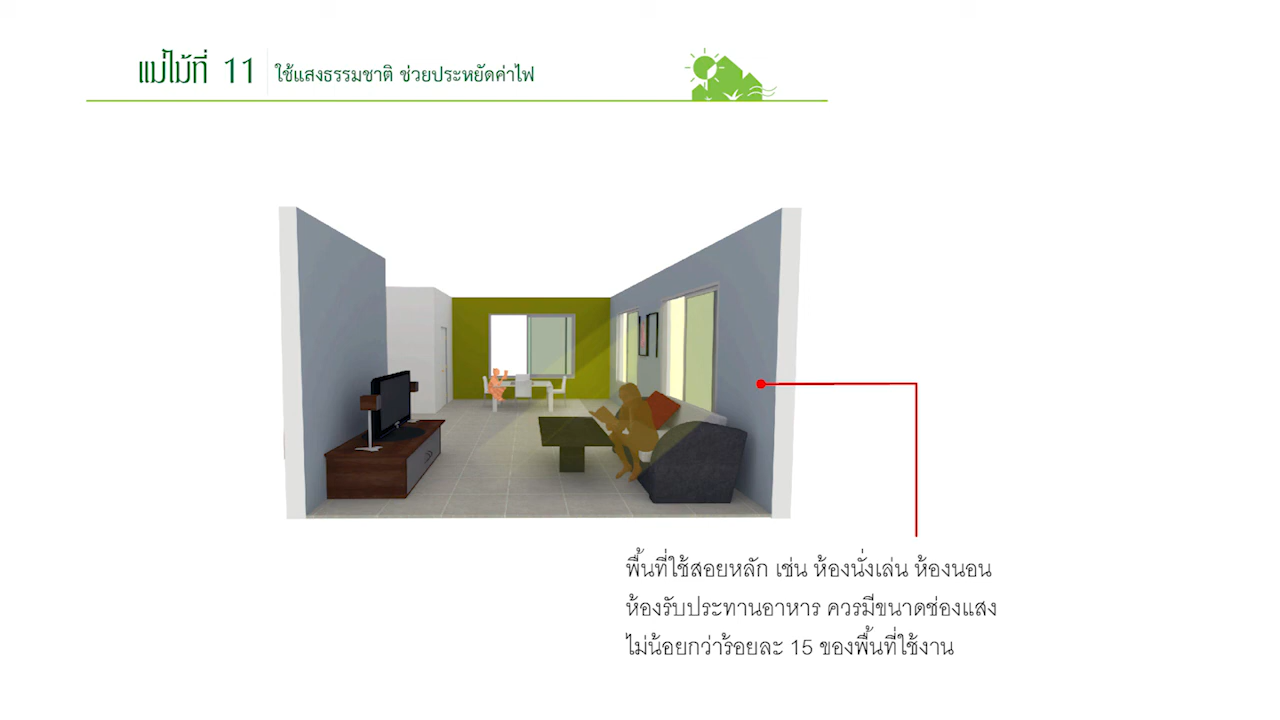 แม่ไม้ที่ 11
ใช้แสงธรรมชาติ ช่วยประหยัดค่าไฟ
พื้นที่ใช้สอยหลัก เช่น ห้องนั่งเล่น ห้องนอน
ห้องรับประทานอาหาร ควรมีขนาดช่องแสง
ไม่น้อยกว่าร้อยละ 15 ของพื้นที่ใช้งาน